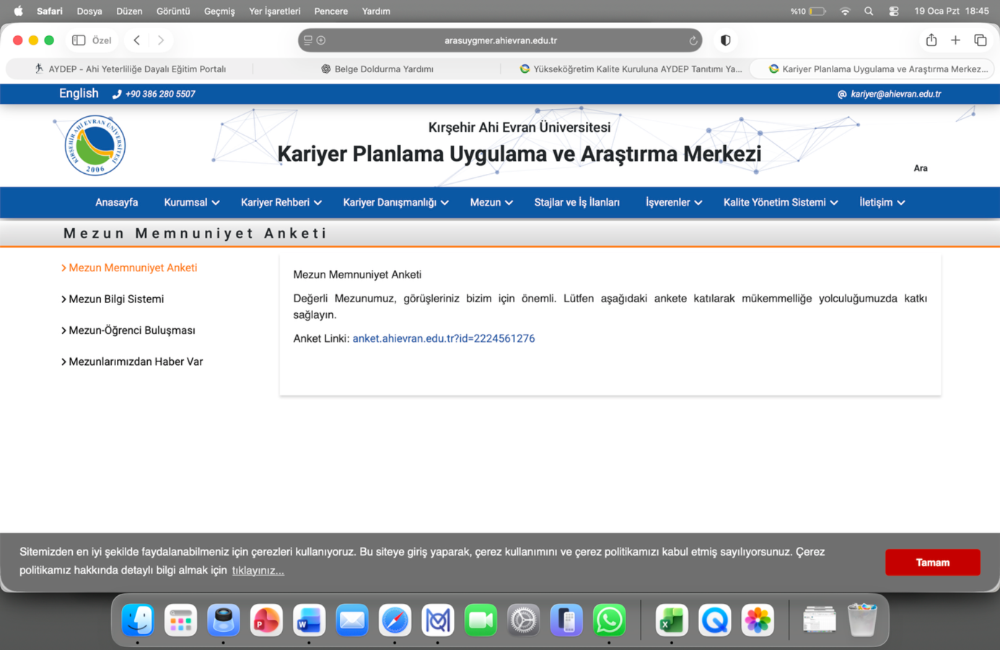 Safari Dosya Düzen Görüntü Geçmiş Yer İşaretleri Pencere Yardım %10 19 Oca Pzt 18:45
Özel arasuygmer.ahievran.edu.tr
AYDEP - Ahi Yeterliliğe Dayalı Eğitim Portalı Belge Doldurma Yardımı Yükseköğretim Kalite Kuruluna AYDEP Tanıtımı Ya... Kariyer Planlama Uygulama ve Araştırma Merkez...
English +90 386 280 5507 kariyer@ahievran.edu.tr
KIRŞEHİR AHİ EVRAN ÜNİVERSİTESİ
2006
Kırşehir Ahi Evran Üniversitesi
Kariyer Planlama Uygulama ve Araştırma Merkezi
Ara
Anasayfa Kurumsal Kariyer Rehberi Kariyer Danışmanlığı Mezun Stajlar ve İş İlanları İşverenler Kalite Yönetim Sistemi İletişim
Mezun Memnuniyet Anketi
Mezun Memnuniyet Anketi
Mezun Bilgi Sistemi
Mezun-Öğrenci Buluşması
Mezunlarımızdan Haber Var
Mezun Memnuniyet Anketi
Değerli Mezunumuz, görüşleriniz bizim için önemli. Lütfen aşağıdaki ankete katılarak mükemmelliğe yolculuğumuzda katkı
sağlayın.
Anket Linki: anket.ahievran.edu.tr?id=2224561276
Sitemizden en iyi şekilde faydalanabilmeniz için çerezleri kullanıyoruz. Bu siteye giriş yaparak, çerez kullanımını ve çerez politikamızı kabul etmiş sayılıyorsunuz. Çerez
politikamız hakkında detaylı bilgi almak için tıklayınız...
Tamam